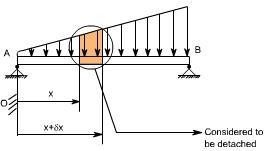 A
B
O
x
x+δx
Considered to
be detached